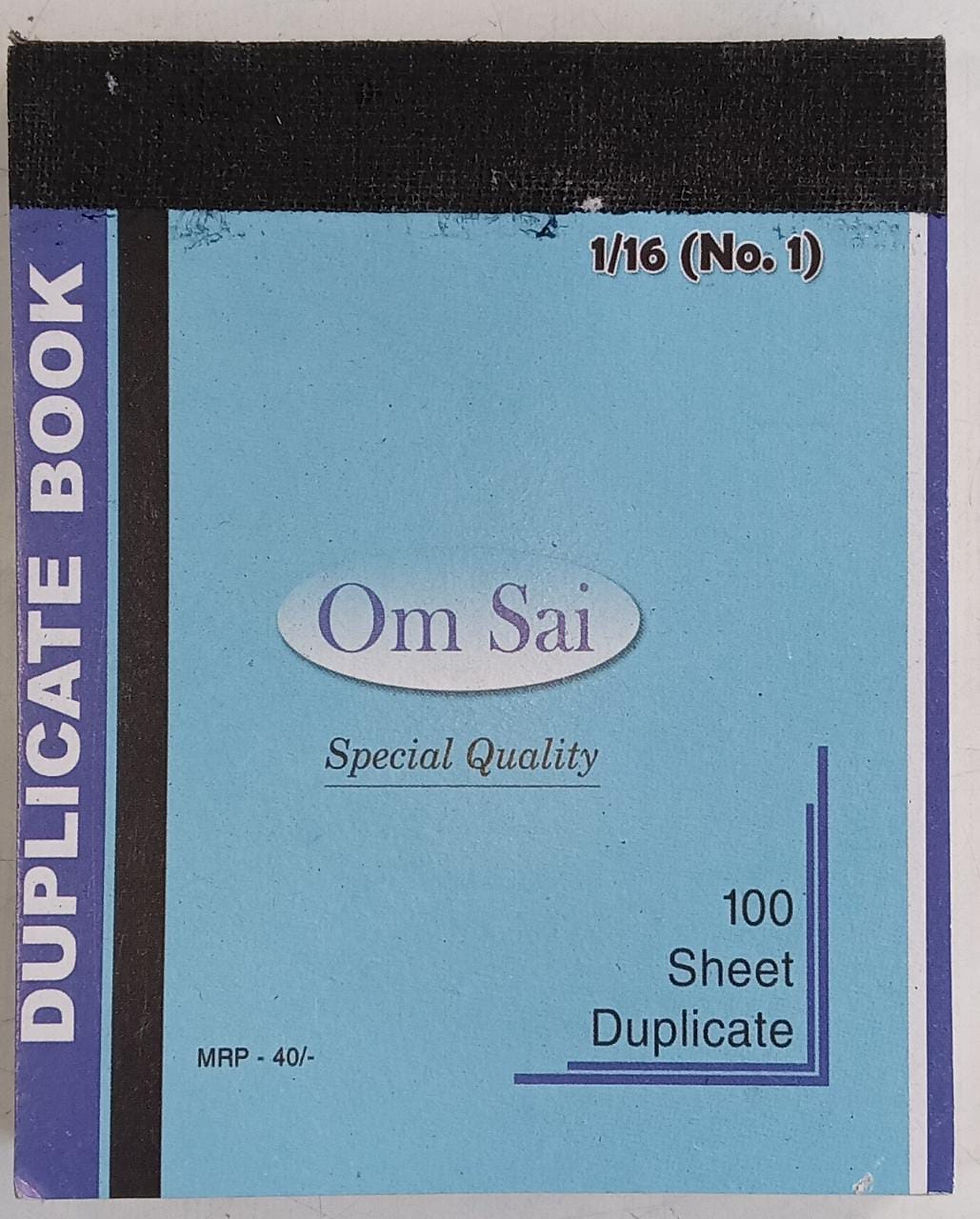 DUPLICATE BOOK
1/16 (No. 1)
Om Sai
Special Quality
100
Sheet
Duplicate
MRP - 40/-